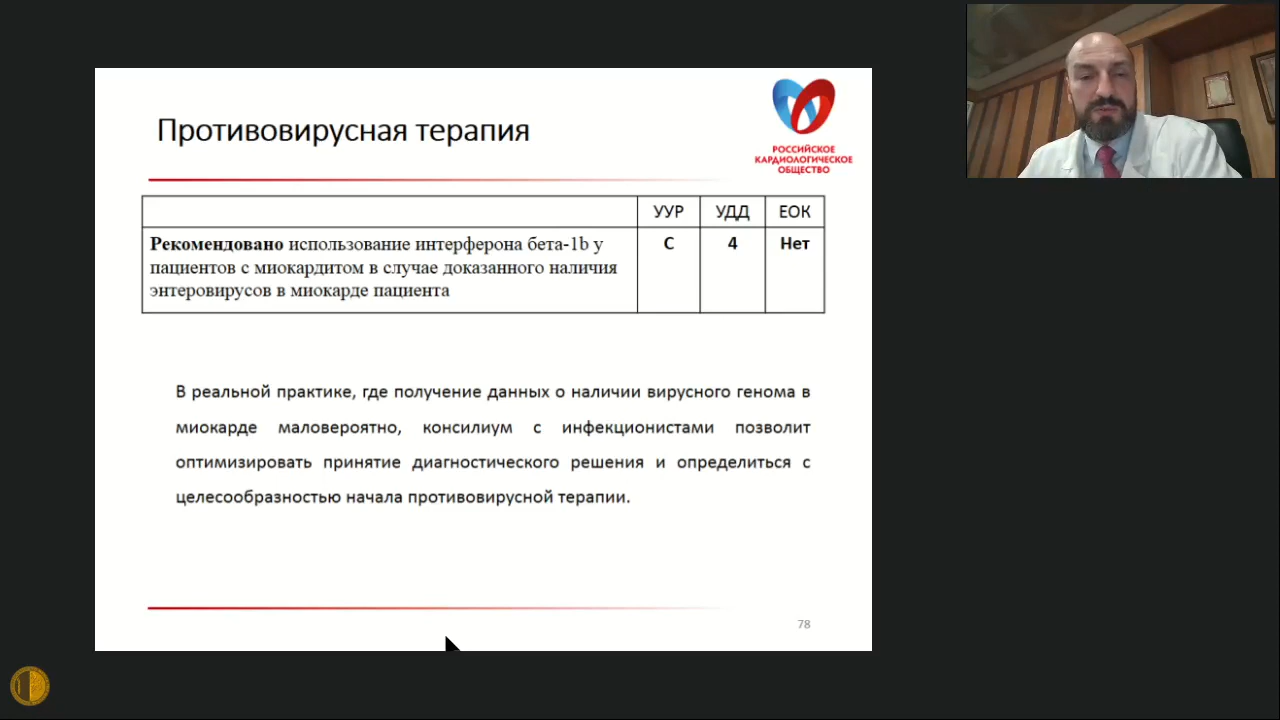 Противовирусная терапия
РОССИЙСКОЕ
КАРДИОЛОГИЧЕСКОЕ
ОБЩЕСТВО
УУР УДД ЕОК
Рекомендовано использование интерферона бета-1b у
пациентов с миокардитом в случае доказанного наличия
энтеровирусов в миокарде пациента
С 4 Нет
В реальной практике, где получение данных о наличии вирусного генома в
миокарде маловероятно, консилиум с инфекционистами позволит
оптимизировать принятие диагностического решения и определиться с
целесообразностью начала противовирусной терапии.
78